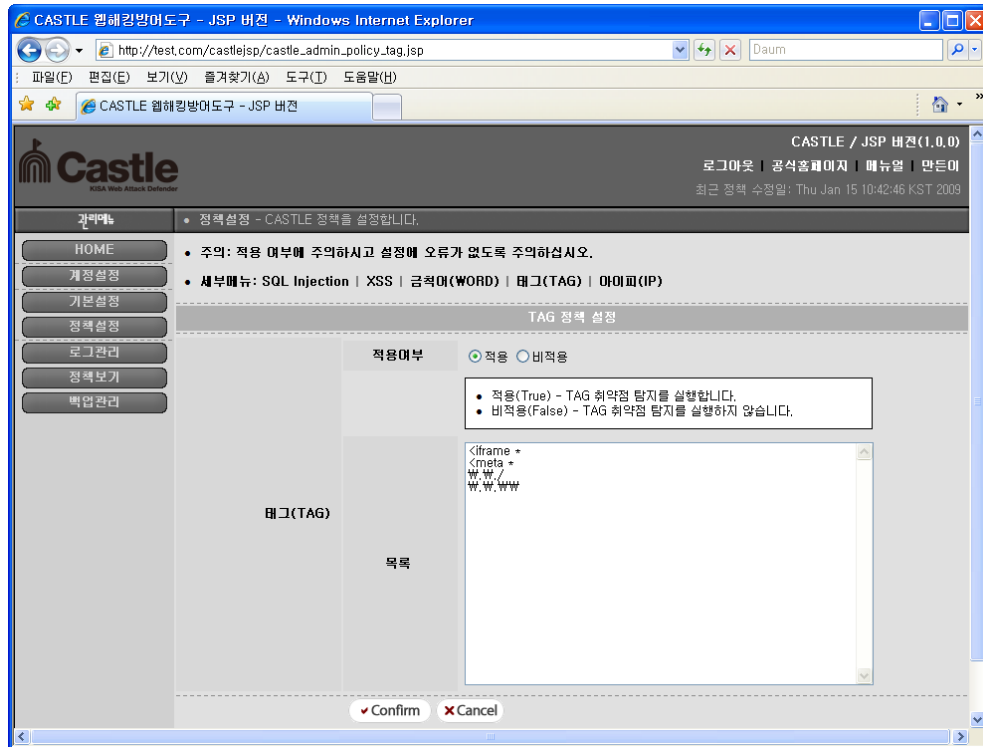 CASTLE 웹해킹방어도구 - JSP 버전 - Windows Internet Explorer
http://test.com/castlejsp/castle_admin_policy_tag.jsp
Daum
파일(F) 편집(E) 보기(V) 즐겨찾기(A) 도구(T) 도움말(H)
CASTLE 웹해킹방어도구 - JSP 버전
Castle
KISA Web Attack Defender
CASTLE / JSP 버전(1.0.0)
로그아웃 | 공식홈페이지 | 메뉴얼 | 만든이
최근 정책 수정일: Thu Jan 15 10:42:46 KST 2009
관리메뉴
• 정책설정 - CASTLE 정책을 설정합니다.
HOME
계정설정
기본설정
정책설정
로그관리
정책보기
백업관리
• 주의: 적용 여부에 주의하시고 설정에 오류가 없도록 주의하십시오.
• 세부메뉴: SQL Injection | XSS | 금칙어(WORD) | 태그(TAG) | 아이피(IP)
TAG 정책 설정
태그(TAG)
적용여부
적용 비적용
• 적용(True) - TAG 취약점 탐지를 실행합니다.
• 비적용(False) - TAG 취약점 탐지를 실행하지 않습니다.
목록
<iframe *
<meta *
₩.₩./
₩.₩.₩₩
Confirm Cancel